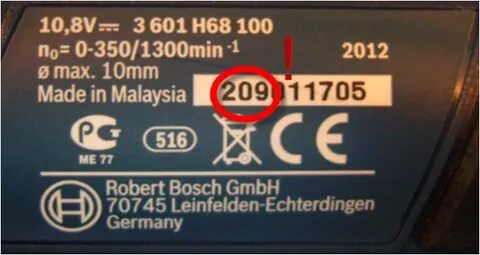 10,8V⎓ 3 601 H68 100
n₀= 0-350/1300min⁻¹ 2012
ø max. 10mm !
Made in Malaysia 209011705
PC
ME 77
516
CE
Robert Bosch GmbH
70745 Leinfelden-Echterdingen
Germany